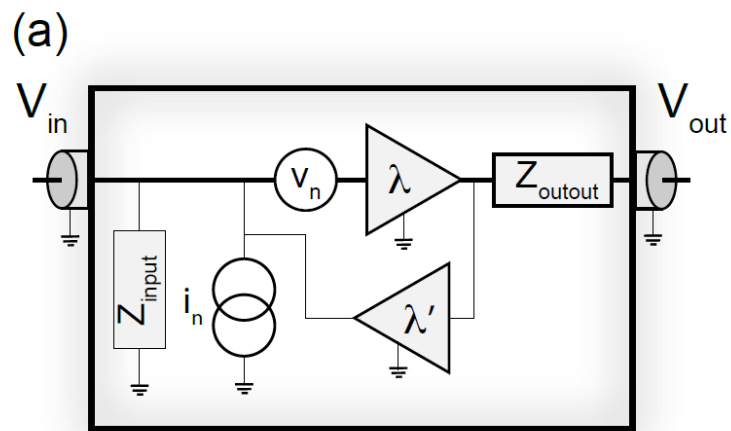 (a)
V_in
V_out
v_n
λ
Z_outout
Z_input
i_n
λ′